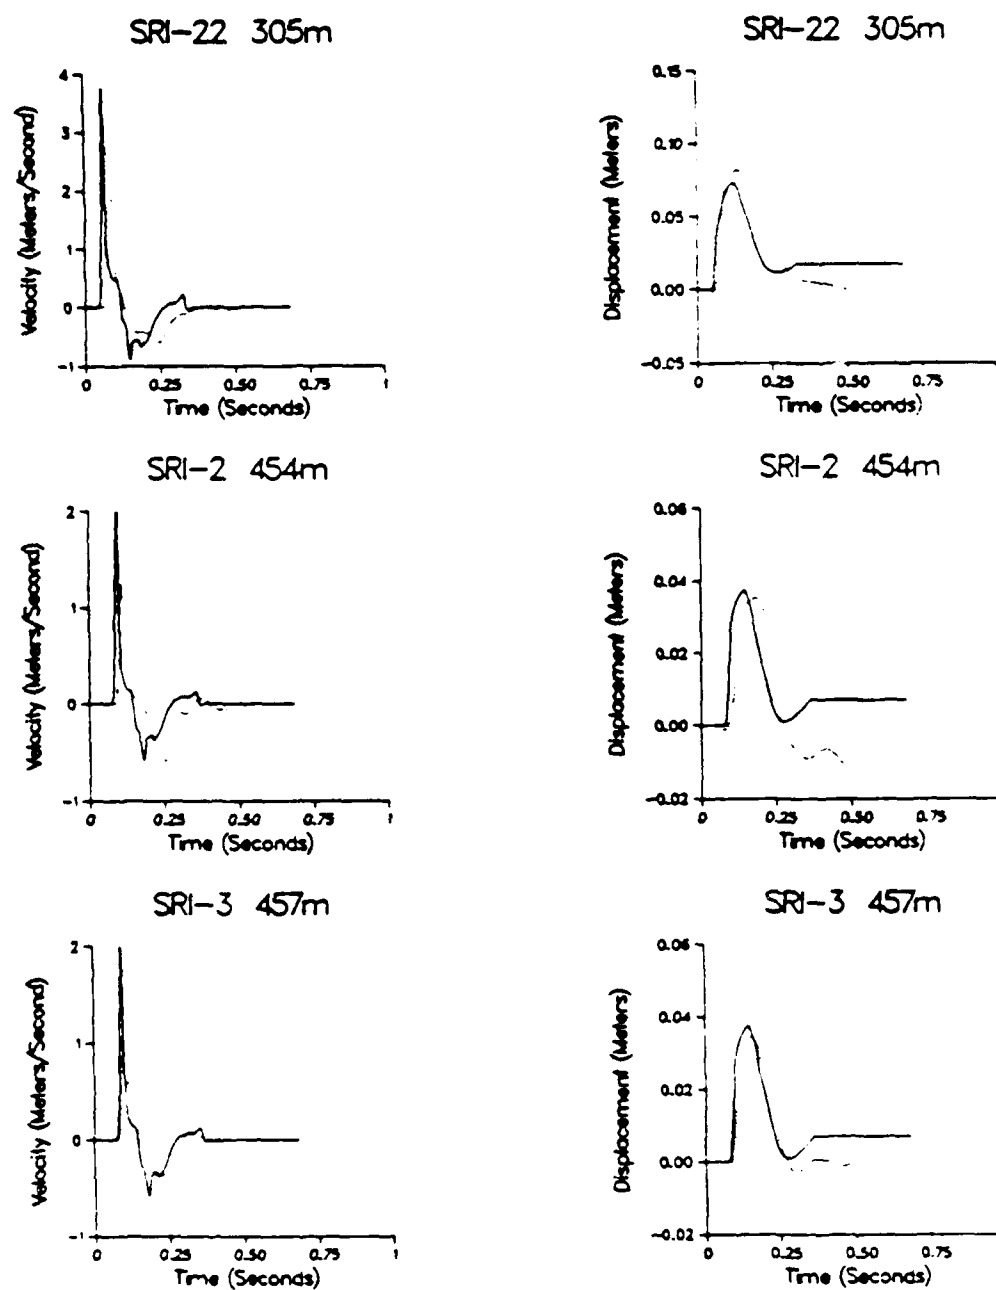 SRI-22 305m
SRI-22 305m
Velocity (Meters/Second)
4
3
2
1
0
-1
0 0.25 0.50 0.75 1
Time (Seconds)
Displacement (Meters)
0.15
0.10
0.05
0.00
-0.05
0 0.25 0.50 0.75
Time (Seconds)
SRI-2 454m
SRI-2 454m
Velocity (Meters/Second)
2
1
0
-1
0 0.25 0.50 0.75 1
Time (Seconds)
Displacement (Meters)
0.06
0.04
0.02
0.00
-0.02
0 0.25 0.50 0.75
Time (Seconds)
SRI-3 457m
SRI-3 457m
Velocity (Meters/Second)
2
1
0
-1
0 0.25 0.50 0.75 1
Time (Seconds)
Displacement (Meters)
0.06
0.04
0.02
0.00
-0.02
0 0.25 0.50 0.75
Time (Seconds)